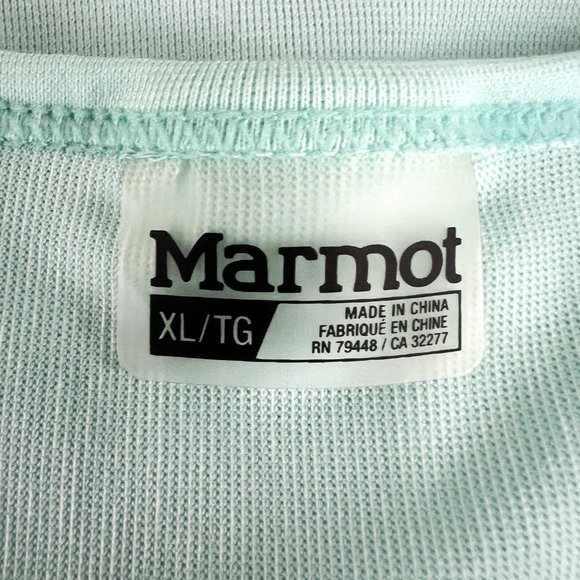 Marmot
XL/TG
MADE IN CHINA
FABRIQUÉ EN CHINE
RN 79448 / CA 32277